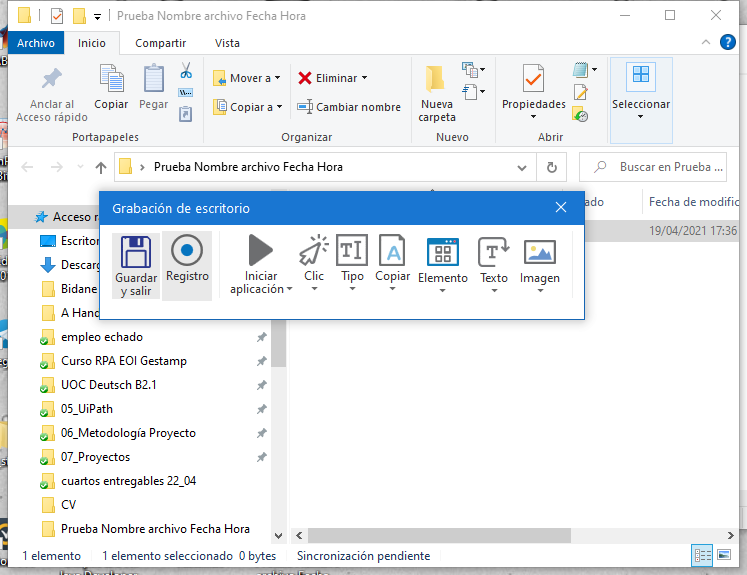 Prueba Nombre archivo Fecha Hora
Archivo Inicio Compartir Vista
Anclar al Acceso rápido
Copiar
Pegar
Mover a
Copiar a
Eliminar
Cambiar nombre
Nueva carpeta
Propiedades
Seleccionar
Portapapeles Organizar Nuevo Abrir
Prueba Nombre archivo Fecha Hora
Buscar en Prueba ...
Fecha de modific
19/04/2021 17:36
Grabación de escritorio
Guardar y salir
Registro
Iniciar aplicación
Clic
Tipo
Copiar
Elemento
Texto
Imagen
Acceso r
Escritor
Descarg
Bidane
A Hand
empleo echado
Curso RPA EOI Gestamp
UOC Deutsch B2.1
05_UiPath
06_Metodología Proyecto
07_Proyectos
cuartos entregables 22_04
CV
Prueba Nombre archivo Fecha Hora
1 elemento 1 elemento seleccionado 0 bytes Sincronización pendiente